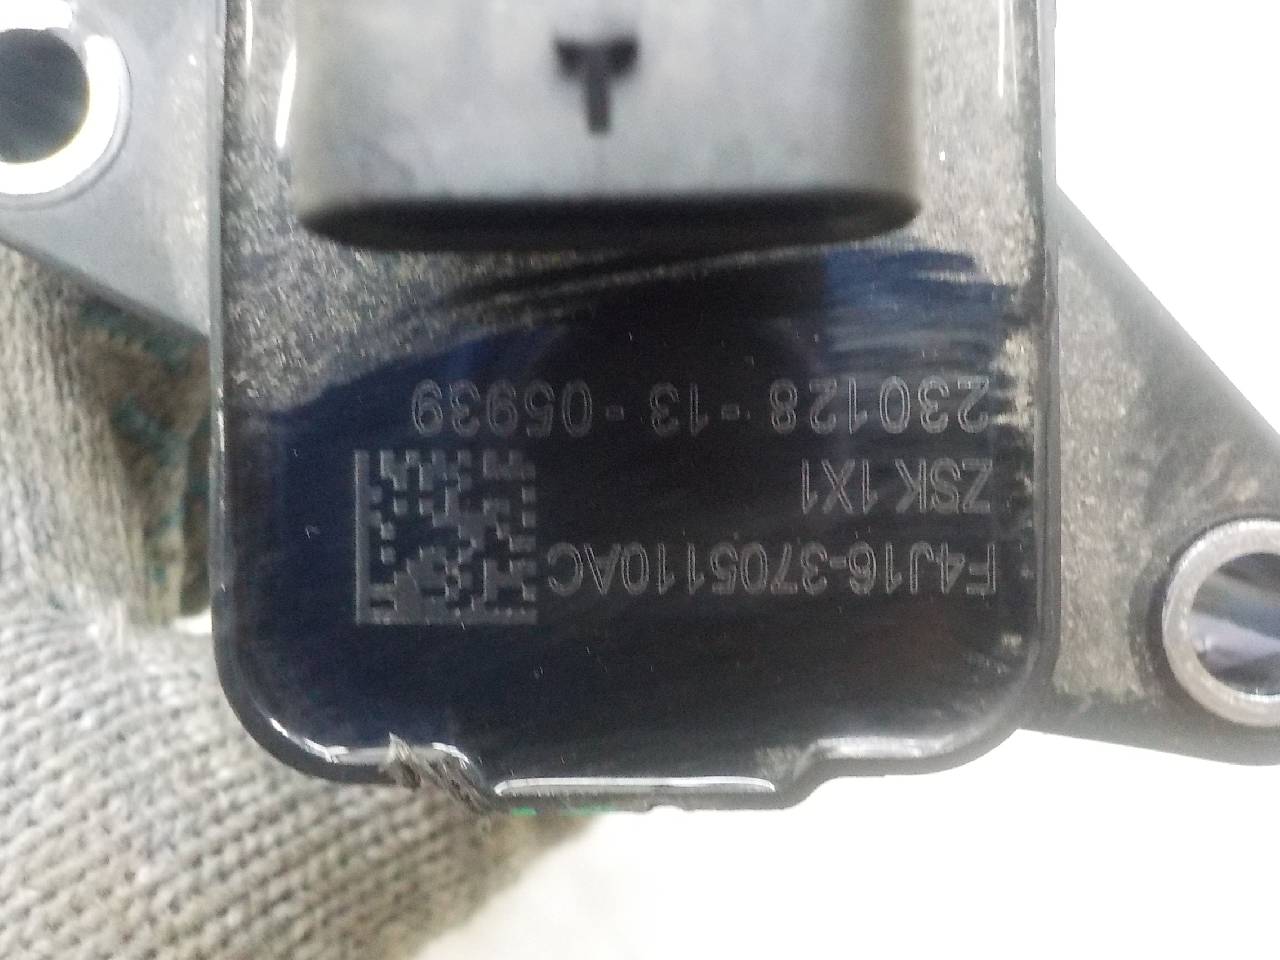 F4J16-3705110AC
ZSK 1X1
230128 - 13 - 05939